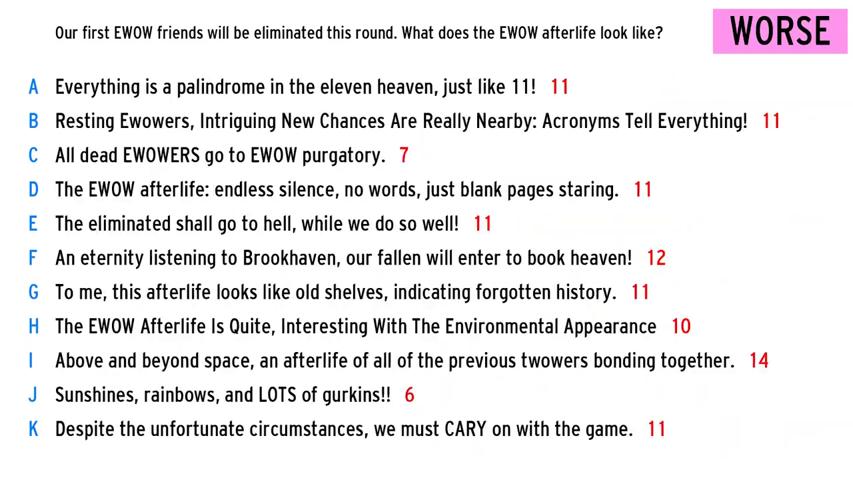 Our first EWOW friends will be eliminated this round. What does the EWOW afterlife look like?
WORSE
A Everything is a palindrome in the eleven heaven, just like 11! 11
B Resting Ewowers, Intriguing New Chances Are Really Nearby: Acronyms Tell Everything! 11
C All dead EWOWERS go to EWOW purgatory. 7
D The EWOW afterlife: endless silence, no words, just blank pages staring. 11
E The eliminated shall go to hell, while we do so well! 11
F An eternity listening to Brookhaven, our fallen will enter to book heaven! 12
G To me, this afterlife looks like old shelves, indicating forgotten history. 11
H The EWOW Afterlife Is Quite, Interesting With The Environmental Appearance 10
I Above and beyond space, an afterlife of all of the previous twowers bonding together. 14
J Sunshines, rainbows, and LOTS of gurkins!! 6
K Despite the unfortunate circumstances, we must CARY on with the game. 11